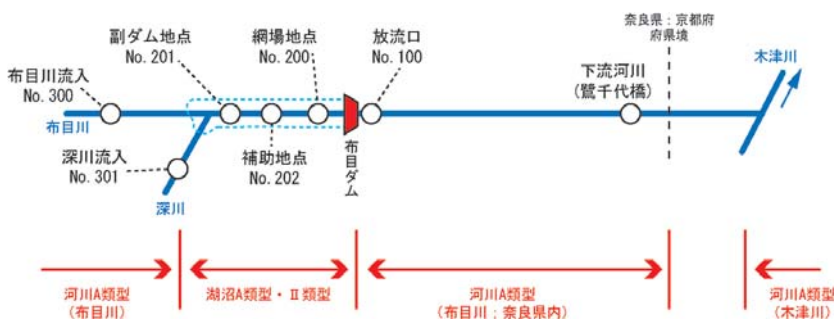 奈良県：京都府
府県境
副ダム地点
No.201
網場地点
No.200
放流口
No.100
木津川
布目川流入
No.300
下流河川
(鷺千代橋)
布目川
深川流入
No.301
補助地点
No.202
布目ダム
深川
河川A類型
(布目川)
湖沼A類型・Ⅱ類型
河川A類型
(布目川；奈良県内)
河川A類型
(木津川)